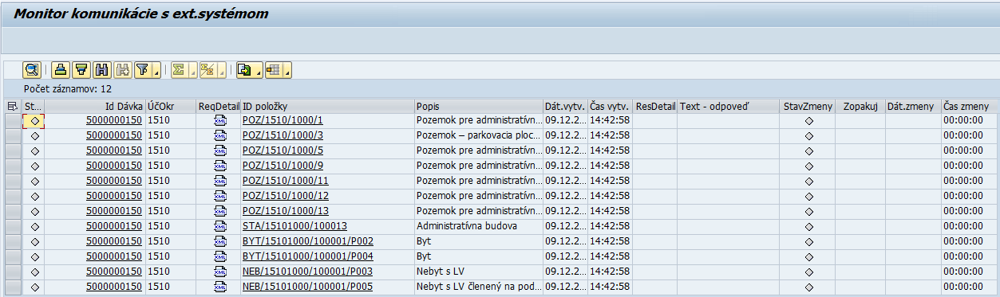 Monitor komunikácie s ext.systémom
Počet záznamov: 12
St... Id Dávka ÚčOkr ReqDetail ID položky Popis Dát.vytv. Čas vytv. ResDetail Text - odpoveď StavZmeny Zopakuj Dát.zmeny Čas zmeny
5000000150 1510 XML POZ/1510/1000/1 Pozemok pre administratívn... 09.12.2... 14:42:58 00:00:00
5000000150 1510 XML POZ/1510/1000/3 Pozemok – parkovacia ploc... 09.12.2... 14:42:58 00:00:00
5000000150 1510 XML POZ/1510/1000/5 Pozemok pre administratívn... 09.12.2... 14:42:58 00:00:00
5000000150 1510 XML POZ/1510/1000/9 Pozemok pre administratívn... 09.12.2... 14:42:58 00:00:00
5000000150 1510 XML POZ/1510/1000/11 Pozemok pre administratívn... 09.12.2... 14:42:58 00:00:00
5000000150 1510 XML POZ/1510/1000/12 Pozemok pre administratívn... 09.12.2... 14:42:58 00:00:00
5000000150 1510 XML POZ/1510/1000/13 Pozemok pre administratívn... 09.12.2... 14:42:58 00:00:00
5000000150 1510 XML STA/15101000/100013 Administratívna budova 09.12.2... 14:42:58 00:00:00
5000000150 1510 XML BYT/15101000/100001/P002 Byt 09.12.2... 14:42:58 00:00:00
5000000150 1510 XML BYT/15101000/100001/P004 Byt 09.12.2... 14:42:58 00:00:00
5000000150 1510 XML NEB/15101000/100001/P003 Nebyt s LV 09.12.2... 14:42:58 00:00:00
5000000150 1510 XML NEB/15101000/100001/P005 Nebyt s LV členený na pod... 09.12.2... 14:42:58 00:00:00